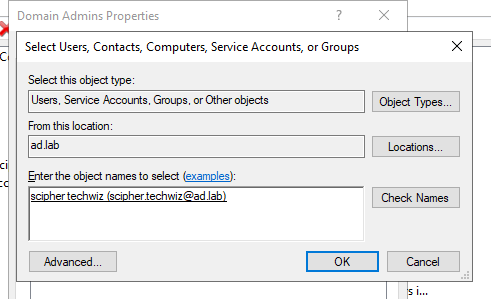 Domain Admins Properties
?
Select Users, Contacts, Computers, Service Accounts, or Groups
Select this object type:
Users, Service Accounts, Groups, or Other objects
Object Types...
From this location:
ad.lab
Locations...
Enter the object names to select (examples):
scipher techwiz (scipher.techwiz@ad.lab)
Check Names
Advanced...
OK
Cancel